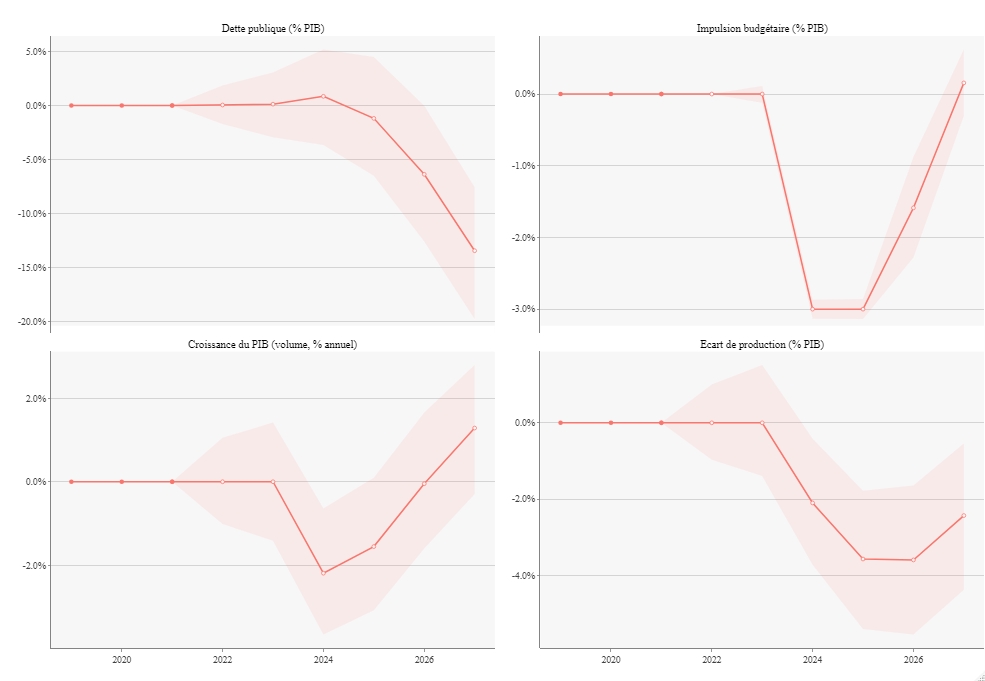 Dette publique (% PIB)
5.0%
0.0%
-5.0%
-10.0%
-15.0%
-20.0%
Impulsion budgétaire (% PIB)
0.0%
-1.0%
-2.0%
-3.0%
Croissance du PIB (volume, % annuel)
2.0%
0.0%
-2.0%
2020 2022 2024 2026
Ecart de production (% PIB)
0.0%
-2.0%
-4.0%
2020 2022 2024 2026